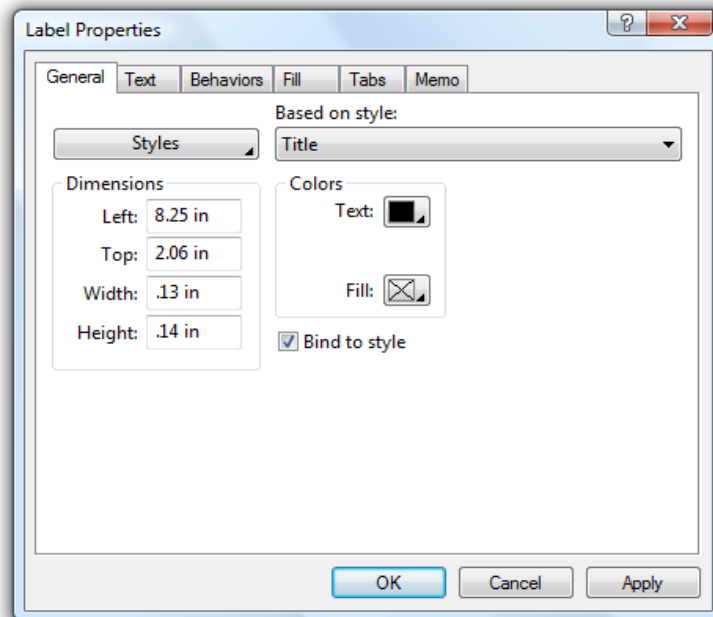 Label Properties
?
General Text Behaviors Fill Tabs Memo
Based on style:
Styles
Title
Dimensions
Left: 8.25 in
Top: 2.06 in
Width: .13 in
Height: .14 in
Colors
Text:
Fill:
Bind to style
OK Cancel Apply